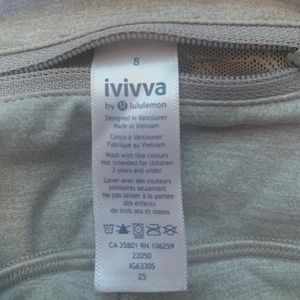 8
ivivva
by lululemon
Designed in Vancouver
Made in Vietnam
Conçu à Vancouver
Fabriqué au Vietnam
Wash with like colours
Not intended for children
3 years and under
Laver avec des couleurs
similaires seulement
Ne pas laisser à la portée
des enfants
de trois ans et moins
CA 35801 RN 106259
22050
IG6330S
Z5